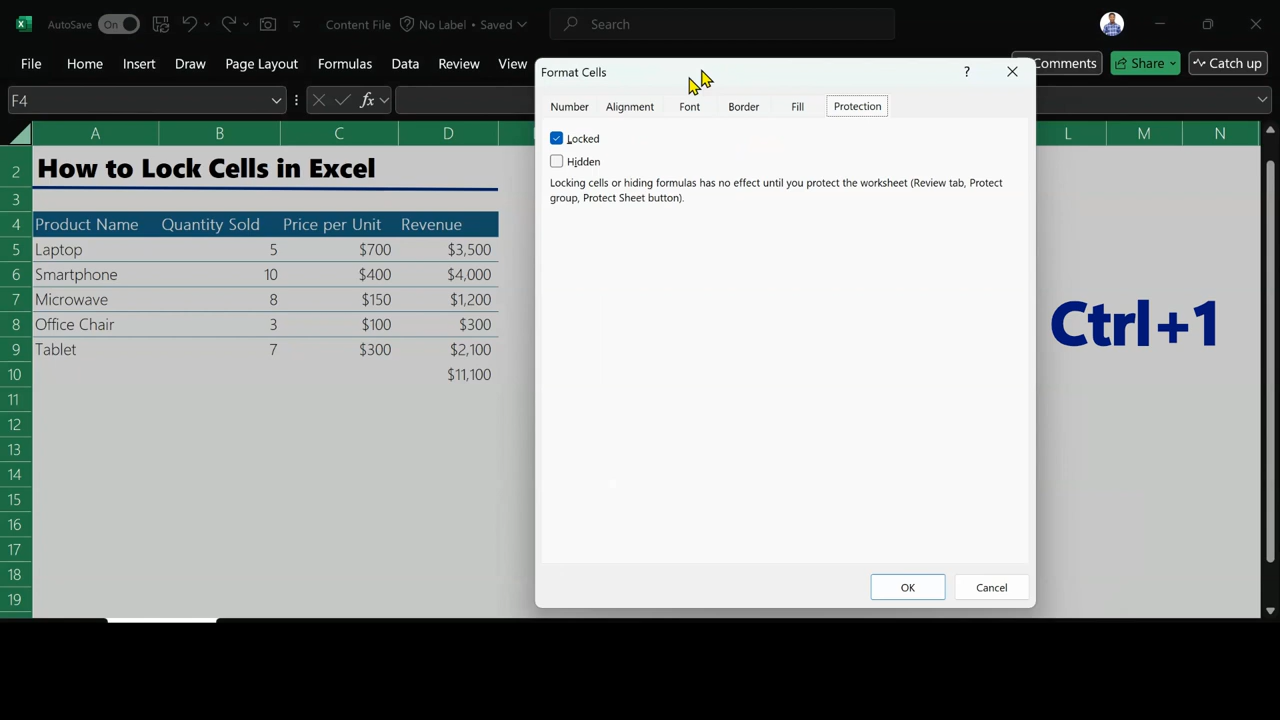 AutoSave On Content File No Label • Saved Search
File Home Insert Draw Page Layout Formulas Data Review View Comments Share Catch up
F4 fx
Format Cells ?
Number Alignment Font Border Fill Protection
Locked
Hidden
Locking cells or hiding formulas has no effect until you protect the worksheet (Review tab, Protect
group, Protect Sheet button).
OK Cancel
A B C D L M N
2 How to Lock Cells in Excel
3
4 Product Name Quantity Sold Price per Unit Revenue
5 Laptop 5 $700 $3,500
6 Smartphone 10 $400 $4,000
7 Microwave 8 $150 $1,200
8 Office Chair 3 $100 $300
9 Tablet 7 $300 $2,100
10 $11,100
11
12
13
14
15
16
17
18
19
Ctrl+1